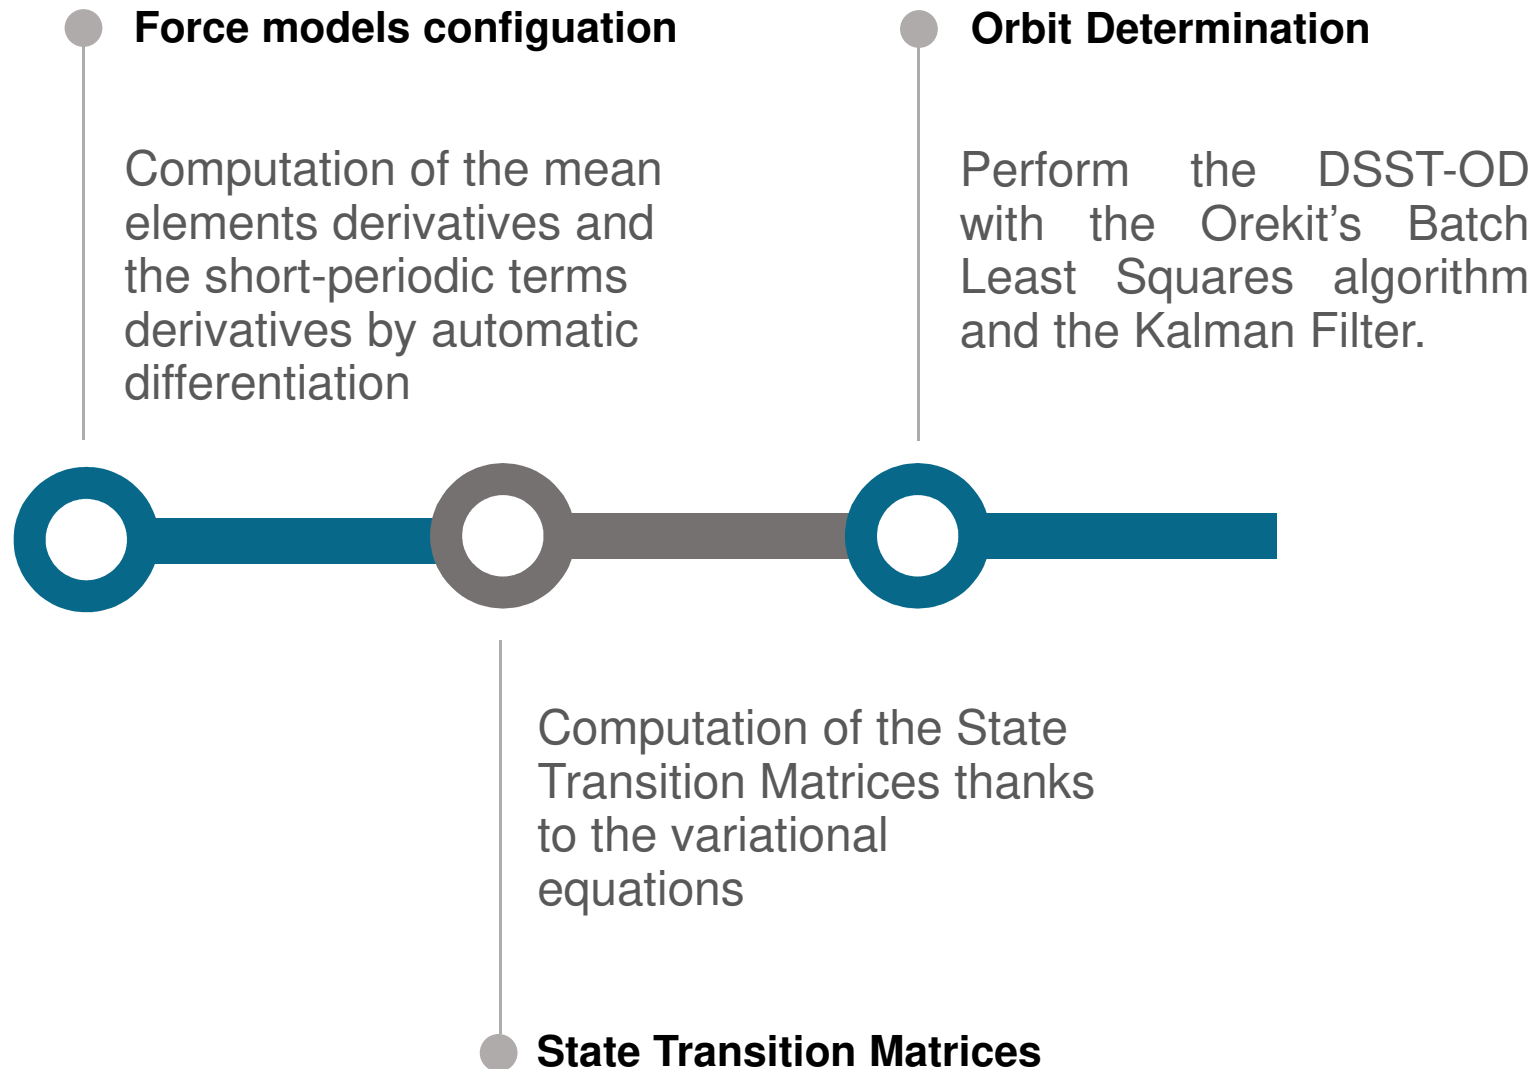 Force models configuation
Computation of the mean
elements derivatives and
the short-periodic terms
derivatives by automatic
differentiation
Orbit Determination
Perform the DSST-OD
with the Orekit’s Batch
Least Squares algorithm
and the Kalman Filter.
Computation of the State
Transition Matrices thanks
to the variational
equations
State Transition Matrices